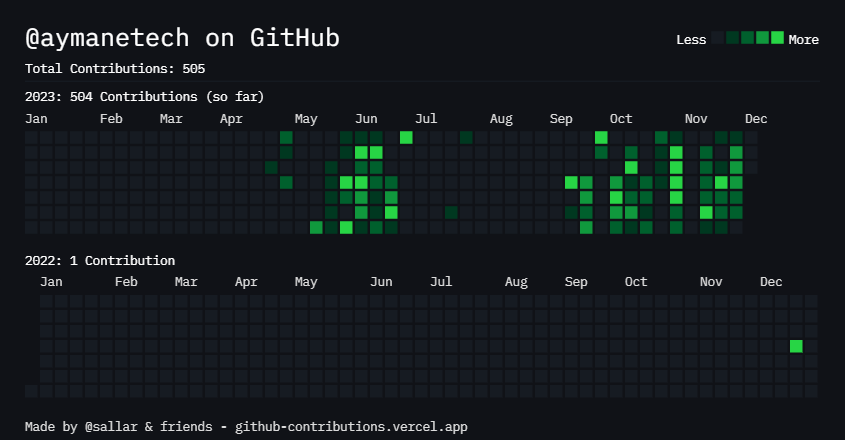 @aymanetech on GitHub
Less More
Total Contributions: 505
2023: 504 Contributions (so far)
Jan Feb Mar Apr May Jun Jul Aug Sep Oct Nov Dec
2022: 1 Contribution
Jan Feb Mar Apr May Jun Jul Aug Sep Oct Nov Dec
Made by @sallar & friends - github-contributions.vercel.app